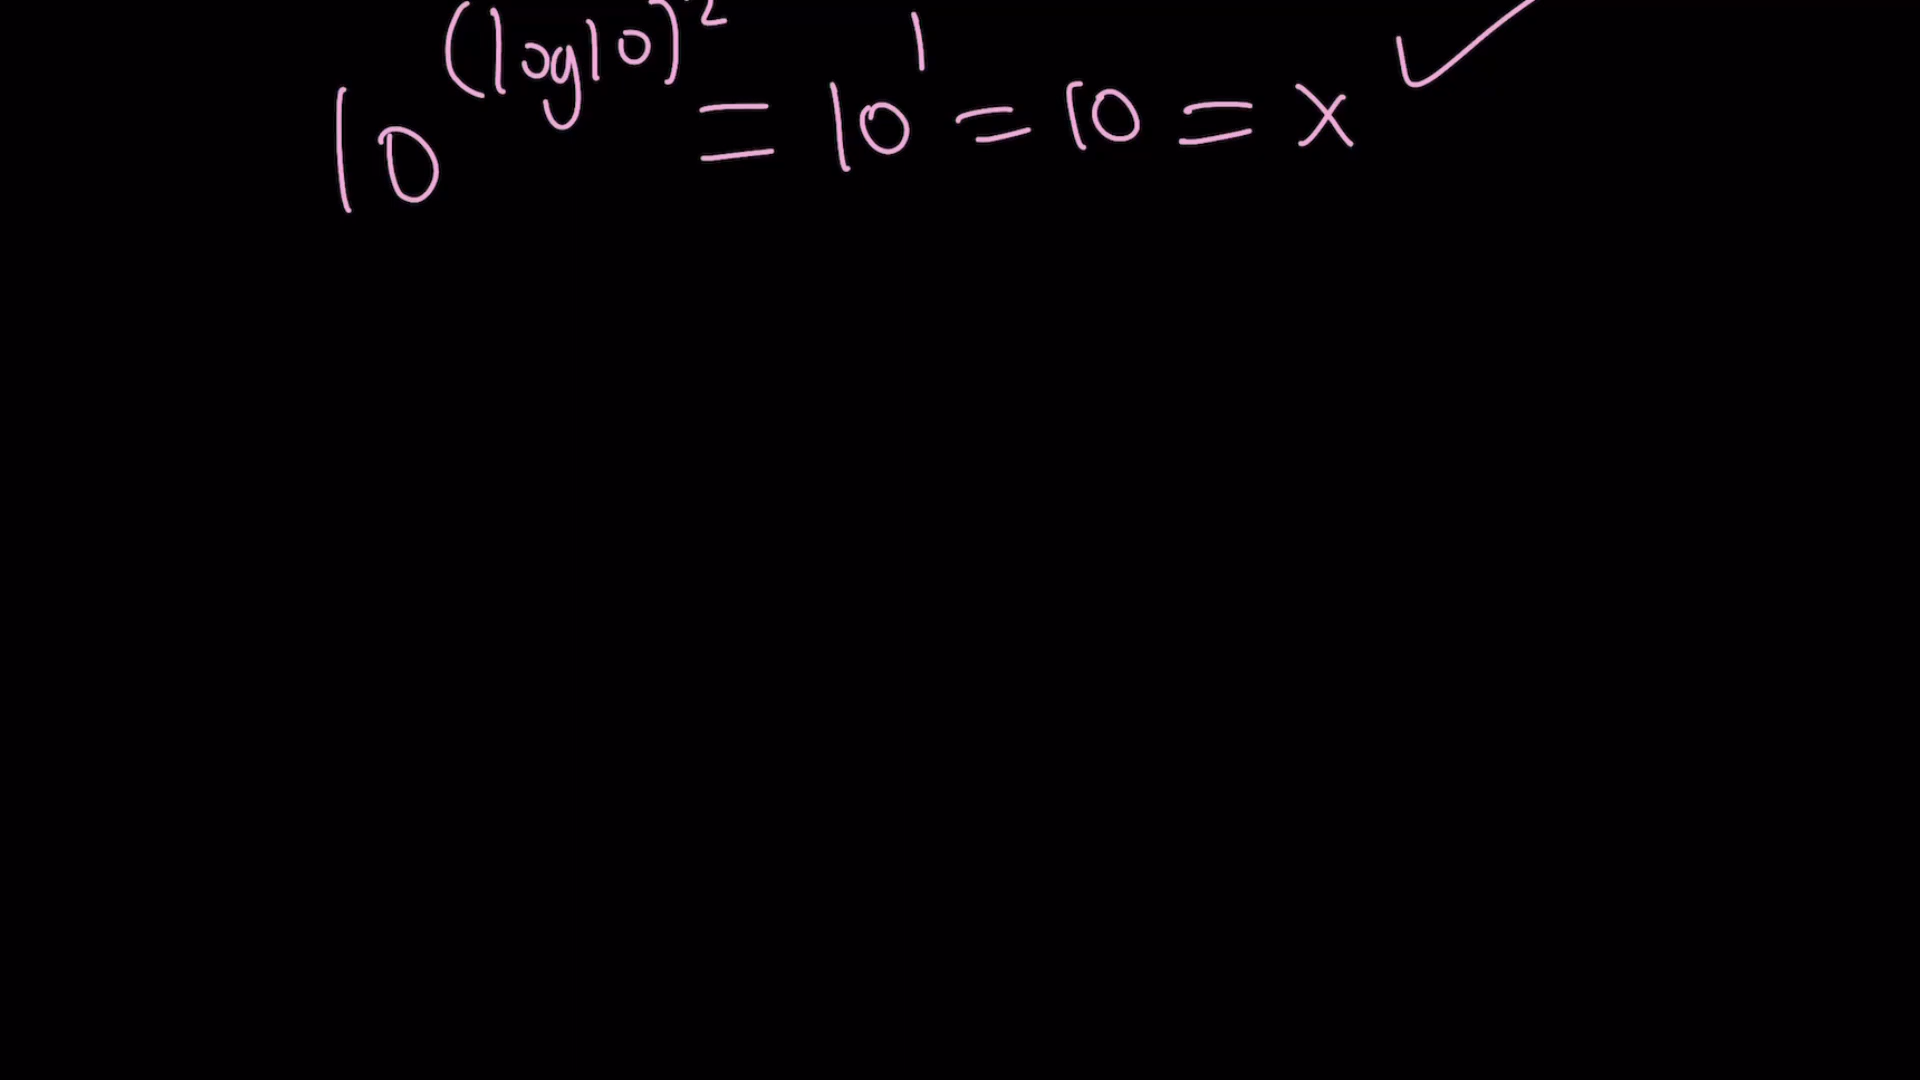 10^(log10)^2 = 10^1 = 10 = x ✓